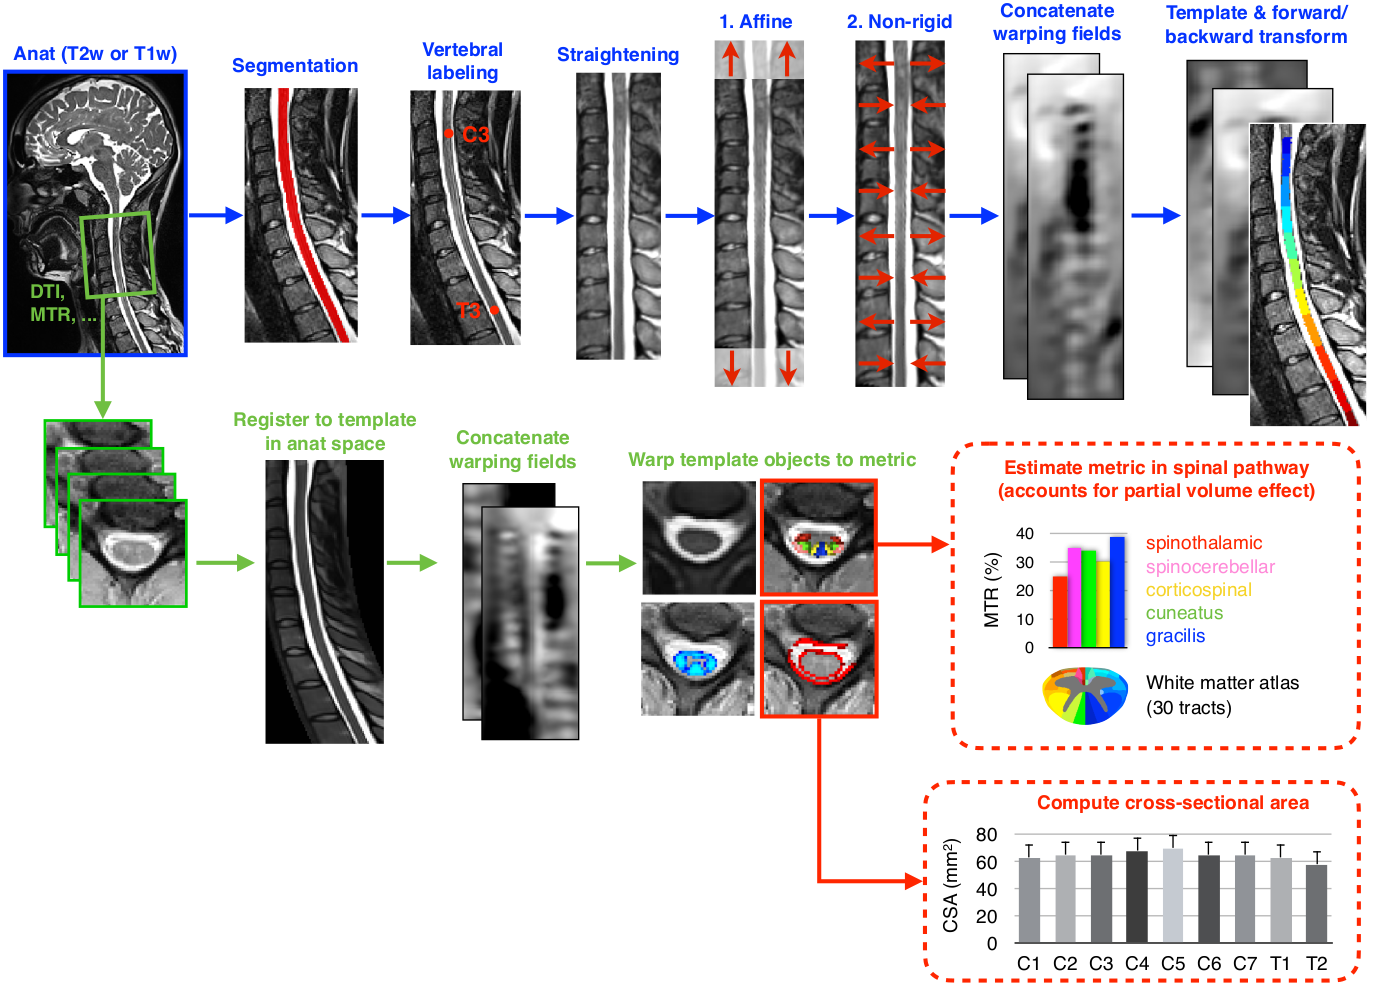 Anat (T2w or T1w)
Segmentation
Vertebral
labeling
Straightening
1. Affine
2. Non-rigid
Concatenate
warping fields
Template & forward/
backward transform
C3
T3
DTI,
MTR, ...
Register to template
in anat space
Concatenate
warping fields
Warp template objects to metric
Estimate metric in spinal pathway
(accounts for partial volume effect)
MTR (%)
40
30
20
10
0
spinothalamic
spinocerebellar
corticospinal
cuneatus
gracilis
White matter atlas
(30 tracts)
Compute cross-sectional area
CSA (mm²)
80
60
40
20
0
C1 C2 C3 C4 C5 C6 C7 T1 T2